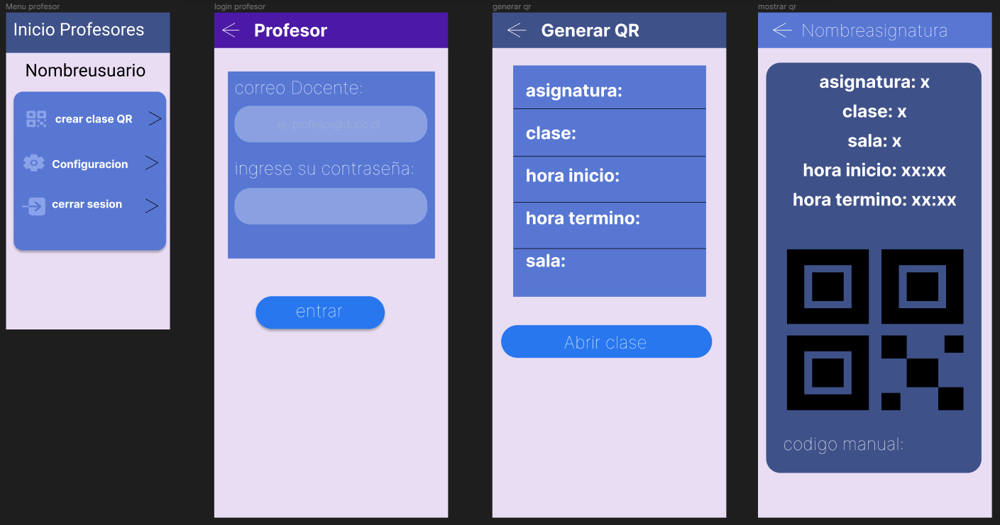 Menu profesor
Inicio Profesores
Nombreusuario
crear clase QR
Configuracion
cerrar sesion
login profesor
Profesor
correo Docente:
ej. profesor@duoc.cl
ingrese su contraseña:
entrar
generar qr
Generar QR
asignatura:
clase:
hora inicio:
hora termino:
sala:
Abrir clase
mostrar qr
Nombreasignatura
asignatura: x
clase: x
sala: x
hora inicio: xx:xx
hora termino: xx:xx
codigo manual: